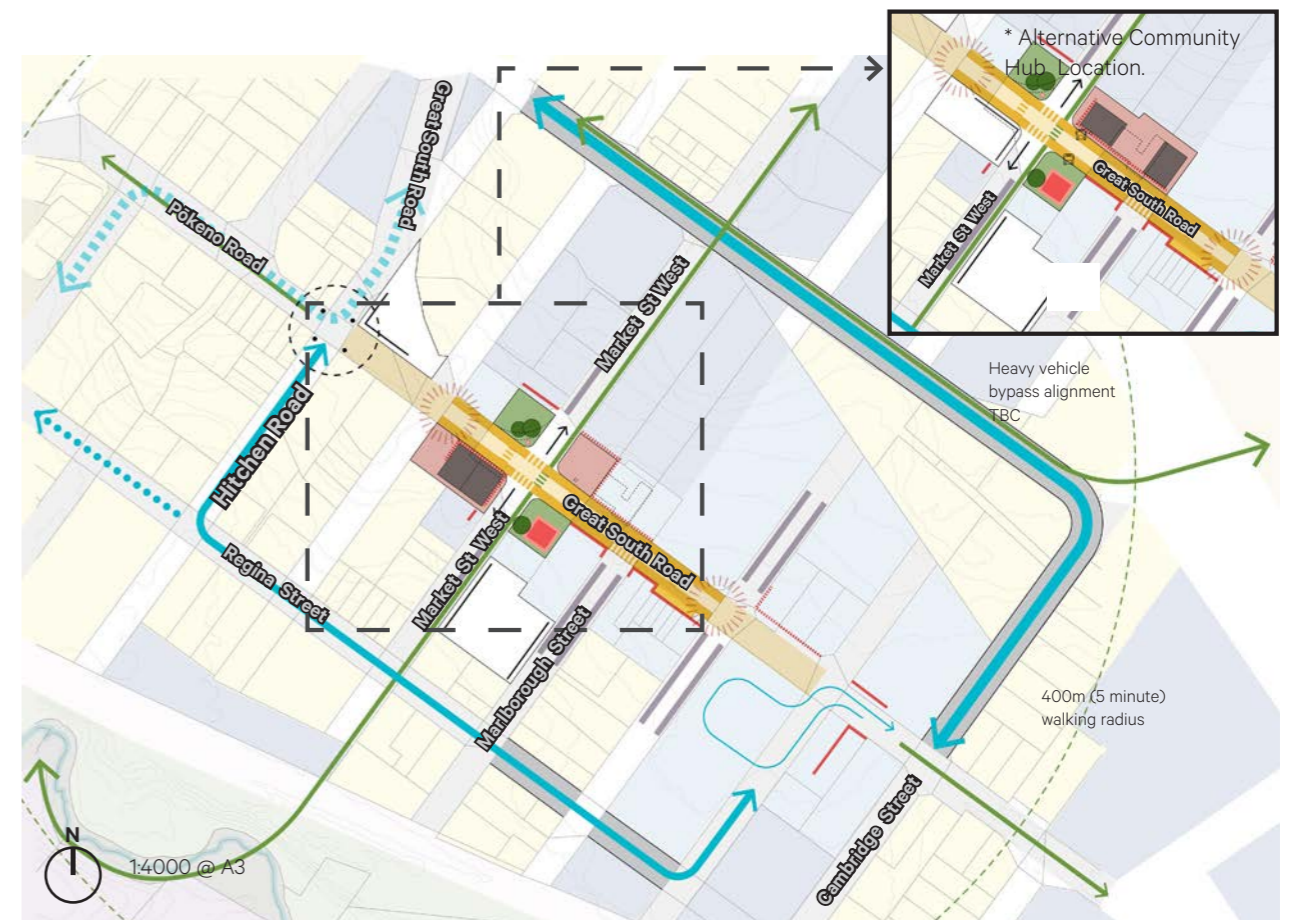 * Alternative Community
Hub Location.
Great South Road
Market St West
Great South Road
Pōkeno Road
Market St West
Hitchen Road
Great South Road
Market St West
Regina Street
Marlborough Street
Cambridge Street
Heavy vehicle
bypass alignment
TBC
400m (5 minute)
walking radius
N
1:4000 @ A3